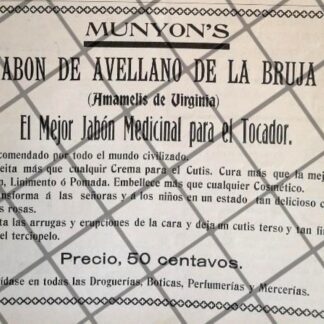 MUNYON'S
ABON DE AVELLANO DE LA BRUJA
(Amamelis de Virginia)
El Mejor Jabón Medicinal para el Tocador.
comendado por todo el mundo civilizado.
eita más que cualquir Crema para el Cutis. Cura más que la mej
n, Linimento ó Pomada. Embellece más que cualquier Cosmético.
nsforma á las señoras y a los niños en un estado tan delicioso c
s rosas.
ta las arrugas y erupciones de la cara y deja un cutis terso y tan fin
el terciopelo.
Precio, 50 centavos.
ídase en todas las Droguerías, Boticas, Perfumerías y Mercerías.